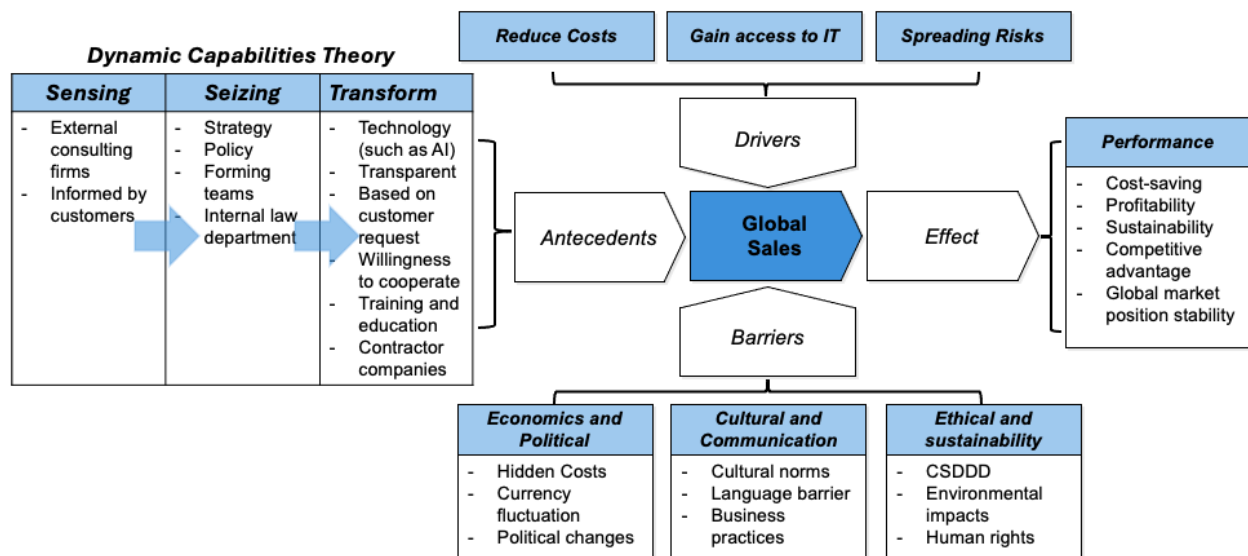 Reduce Costs
Gain access to IT
Spreading Risks
Dynamic Capabilities Theory
Sensing
Seizing
Transform
- External
consulting
firms
- Informed by
customers
- Strategy
- Policy
- Forming
teams
- Internal law
department
- Technology
(such as AI)
- Transparent
- Based on
customer
request
- Willingness
to cooperate
- Training and
education
- Contractor
companies
Drivers
Antecedents
Global
Sales
Effect
Barriers
Performance
- Cost-saving
- Profitability
- Sustainability
- Competitive
advantage
- Global market
position stability
Economics and
Political
- Hidden Costs
- Currency
fluctuation
- Political changes
Cultural and
Communication
- Cultural norms
- Language barrier
- Business
practices
Ethical and
sustainability
- CSDDD
- Environmental
impacts
- Human rights